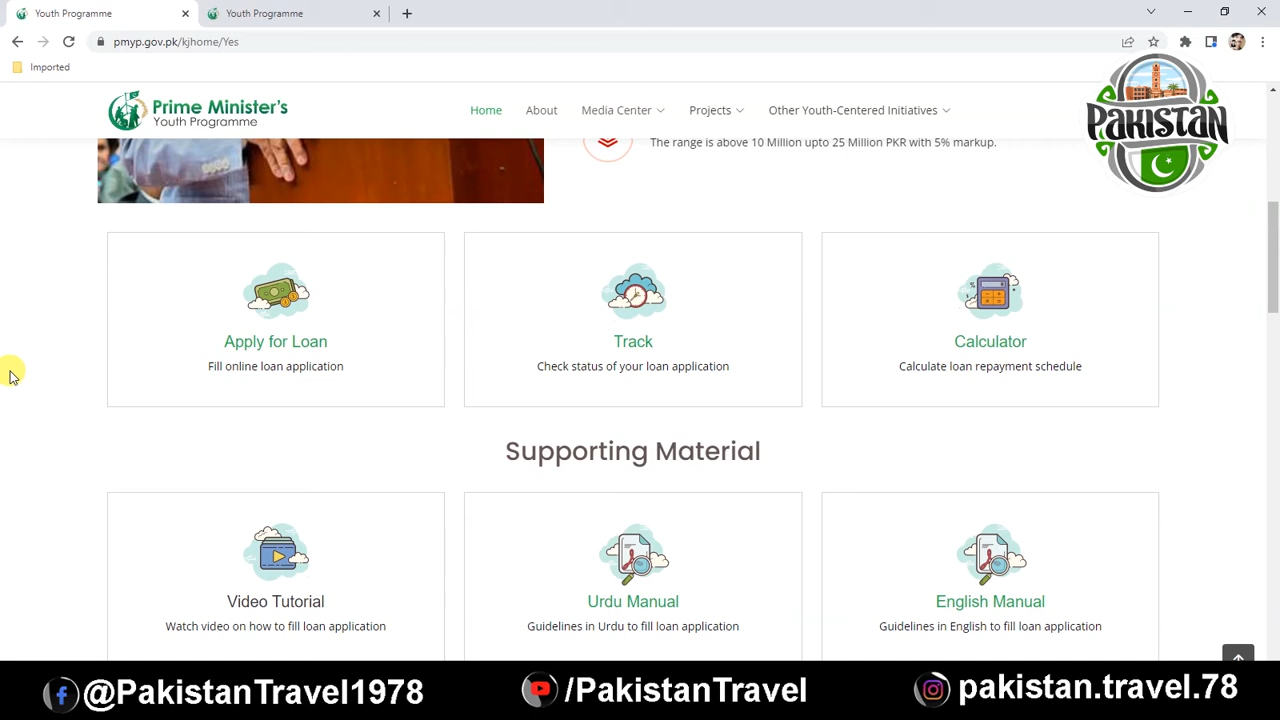 Youth Programme
Youth Programme
pmyp.gov.pk/kjhome/Yes
Imported
Prime Minister's
Youth Programme
Home
About
Media Center
Projects
Other Youth-Centered Initiatives
PAKISTAN
The range is above 10 Million upto 25 Million PKR with 5% markup.
Apply for Loan
Fill online loan application
Track
Check status of your loan application
Calculator
Calculate loan repayment schedule
Supporting Material
Video Tutorial
Watch video on how to fill loan application
Urdu Manual
Guidelines in Urdu to fill loan application
English Manual
Guidelines in English to fill loan application
@PakistanTravel1978
/PakistanTravel
pakistan.travel.78